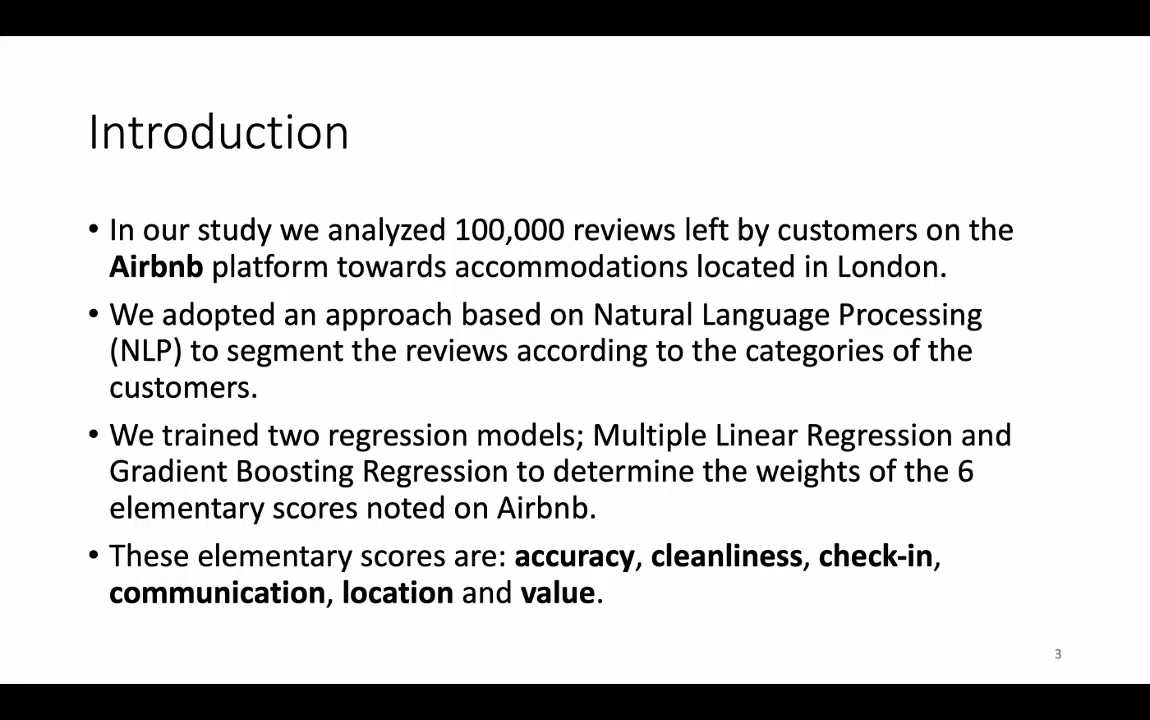 Introduction
• In our study we analyzed 100,000 reviews left by customers on the
Airbnb platform towards accommodations located in London.
• We adopted an approach based on Natural Language Processing
(NLP) to segment the reviews according to the categories of the
customers.
• We trained two regression models; Multiple Linear Regression and
Gradient Boosting Regression to determine the weights of the 6
elementary scores noted on Airbnb.
• These elementary scores are: accuracy, cleanliness, check-in,
communication, location and value.
3